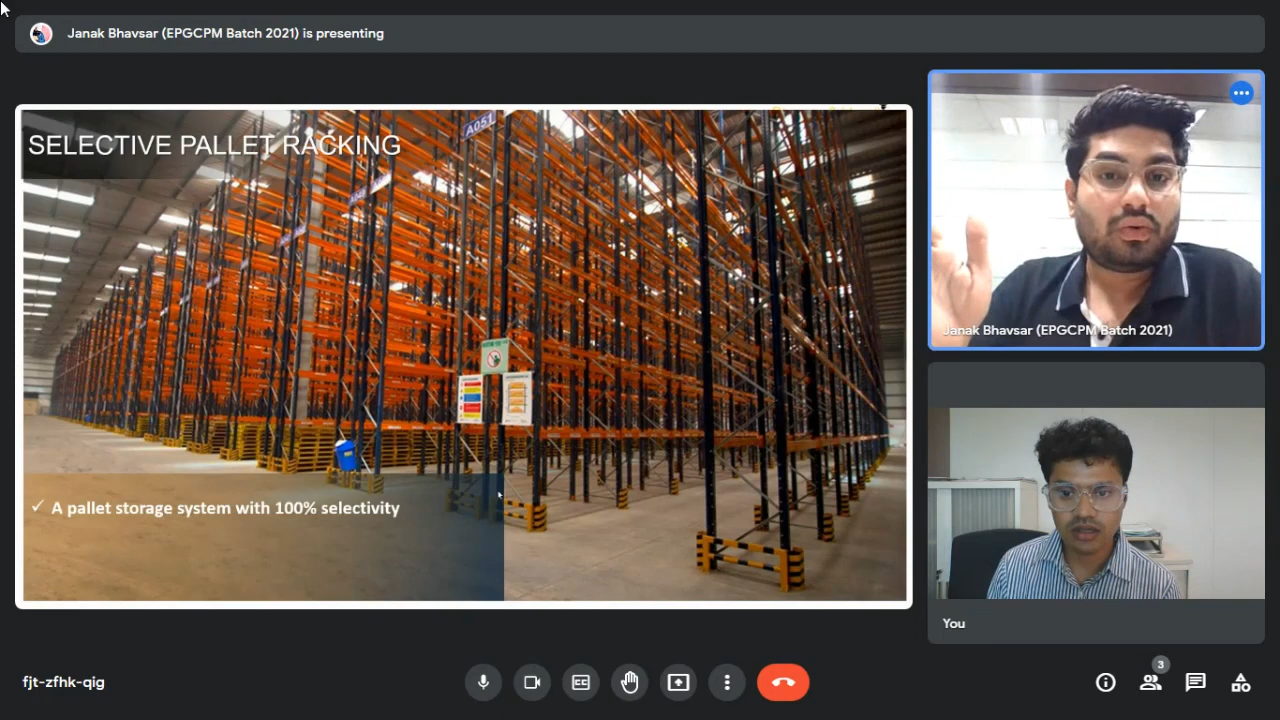 Janak Bhavsar (EPGCPM Batch 2021) is presenting
SELECTIVE PALLET RACKING
A051
✓ A pallet storage system with 100% selectivity
Janak Bhavsar (EPGCPM Batch 2021)
You
fjt-zfhk-qig
CC
3